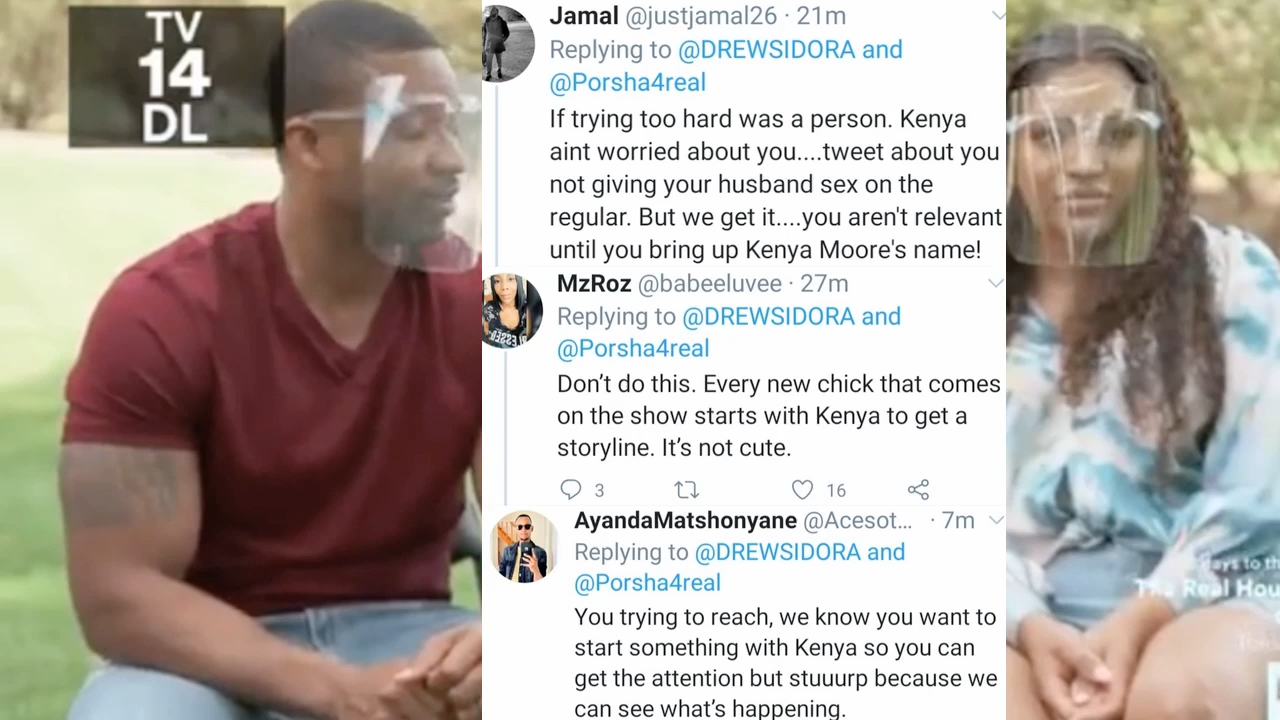 TV
14
DL
Jamal @justjamal26 · 21m
Replying to @DREWSIDORA and
@Porsha4real
If trying too hard was a person. Kenya
aint worried about you....tweet about you
not giving your husband sex on the
regular. But we get it....you aren't relevant
until you bring up Kenya Moore's name!
MzRoz @babeeluvee · 27m
Replying to @DREWSIDORA and
@Porsha4real
Don’t do this. Every new chick that comes
on the show starts with Kenya to get a
storyline. It’s not cute.
3
16
AyandaMatshonyane @Acesot... · 7m
Replying to @DREWSIDORA and
@Porsha4real
You trying to reach, we know you want to
start something with Kenya so you can
get the attention but stuuurp because we
can see what’s happening.
to th
The Real Hou